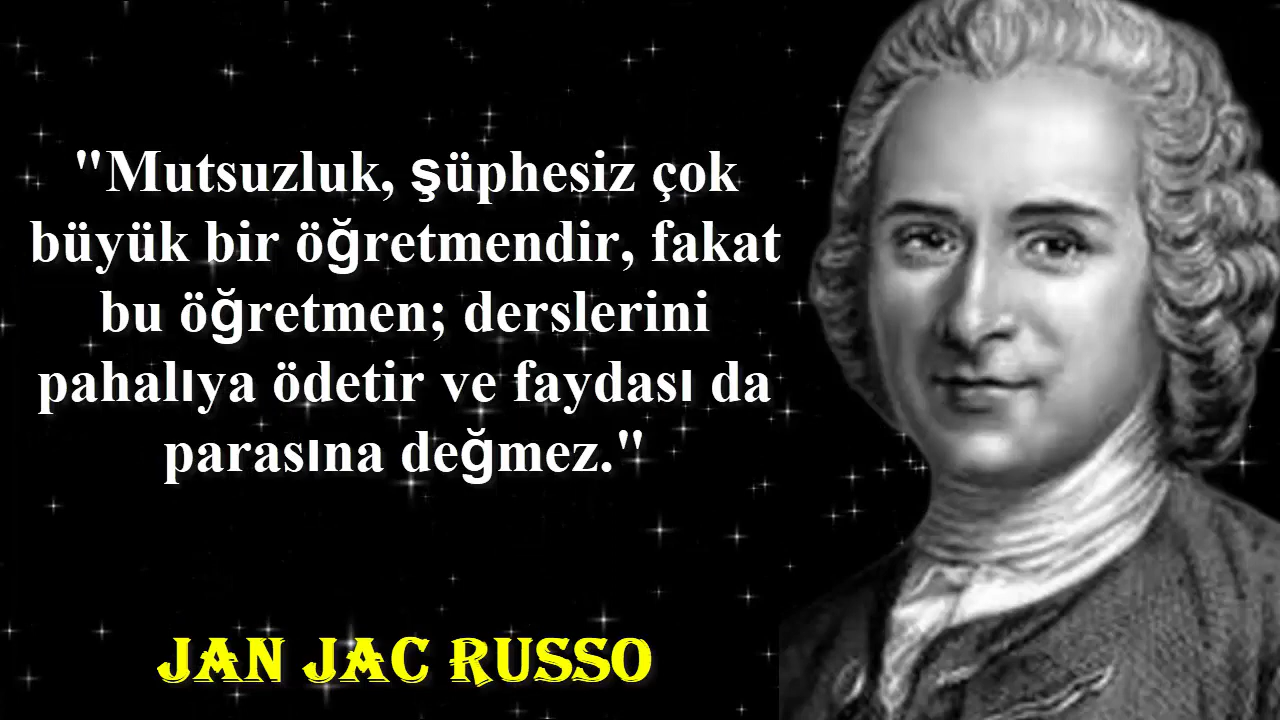 "Mutsuzluk, şüphesiz çok
büyük bir öğretmendir, fakat
bu öğretmen; derslerini
pahalıya ödetir ve faydası da
parasına değmez."
JAN JAC RUSSO